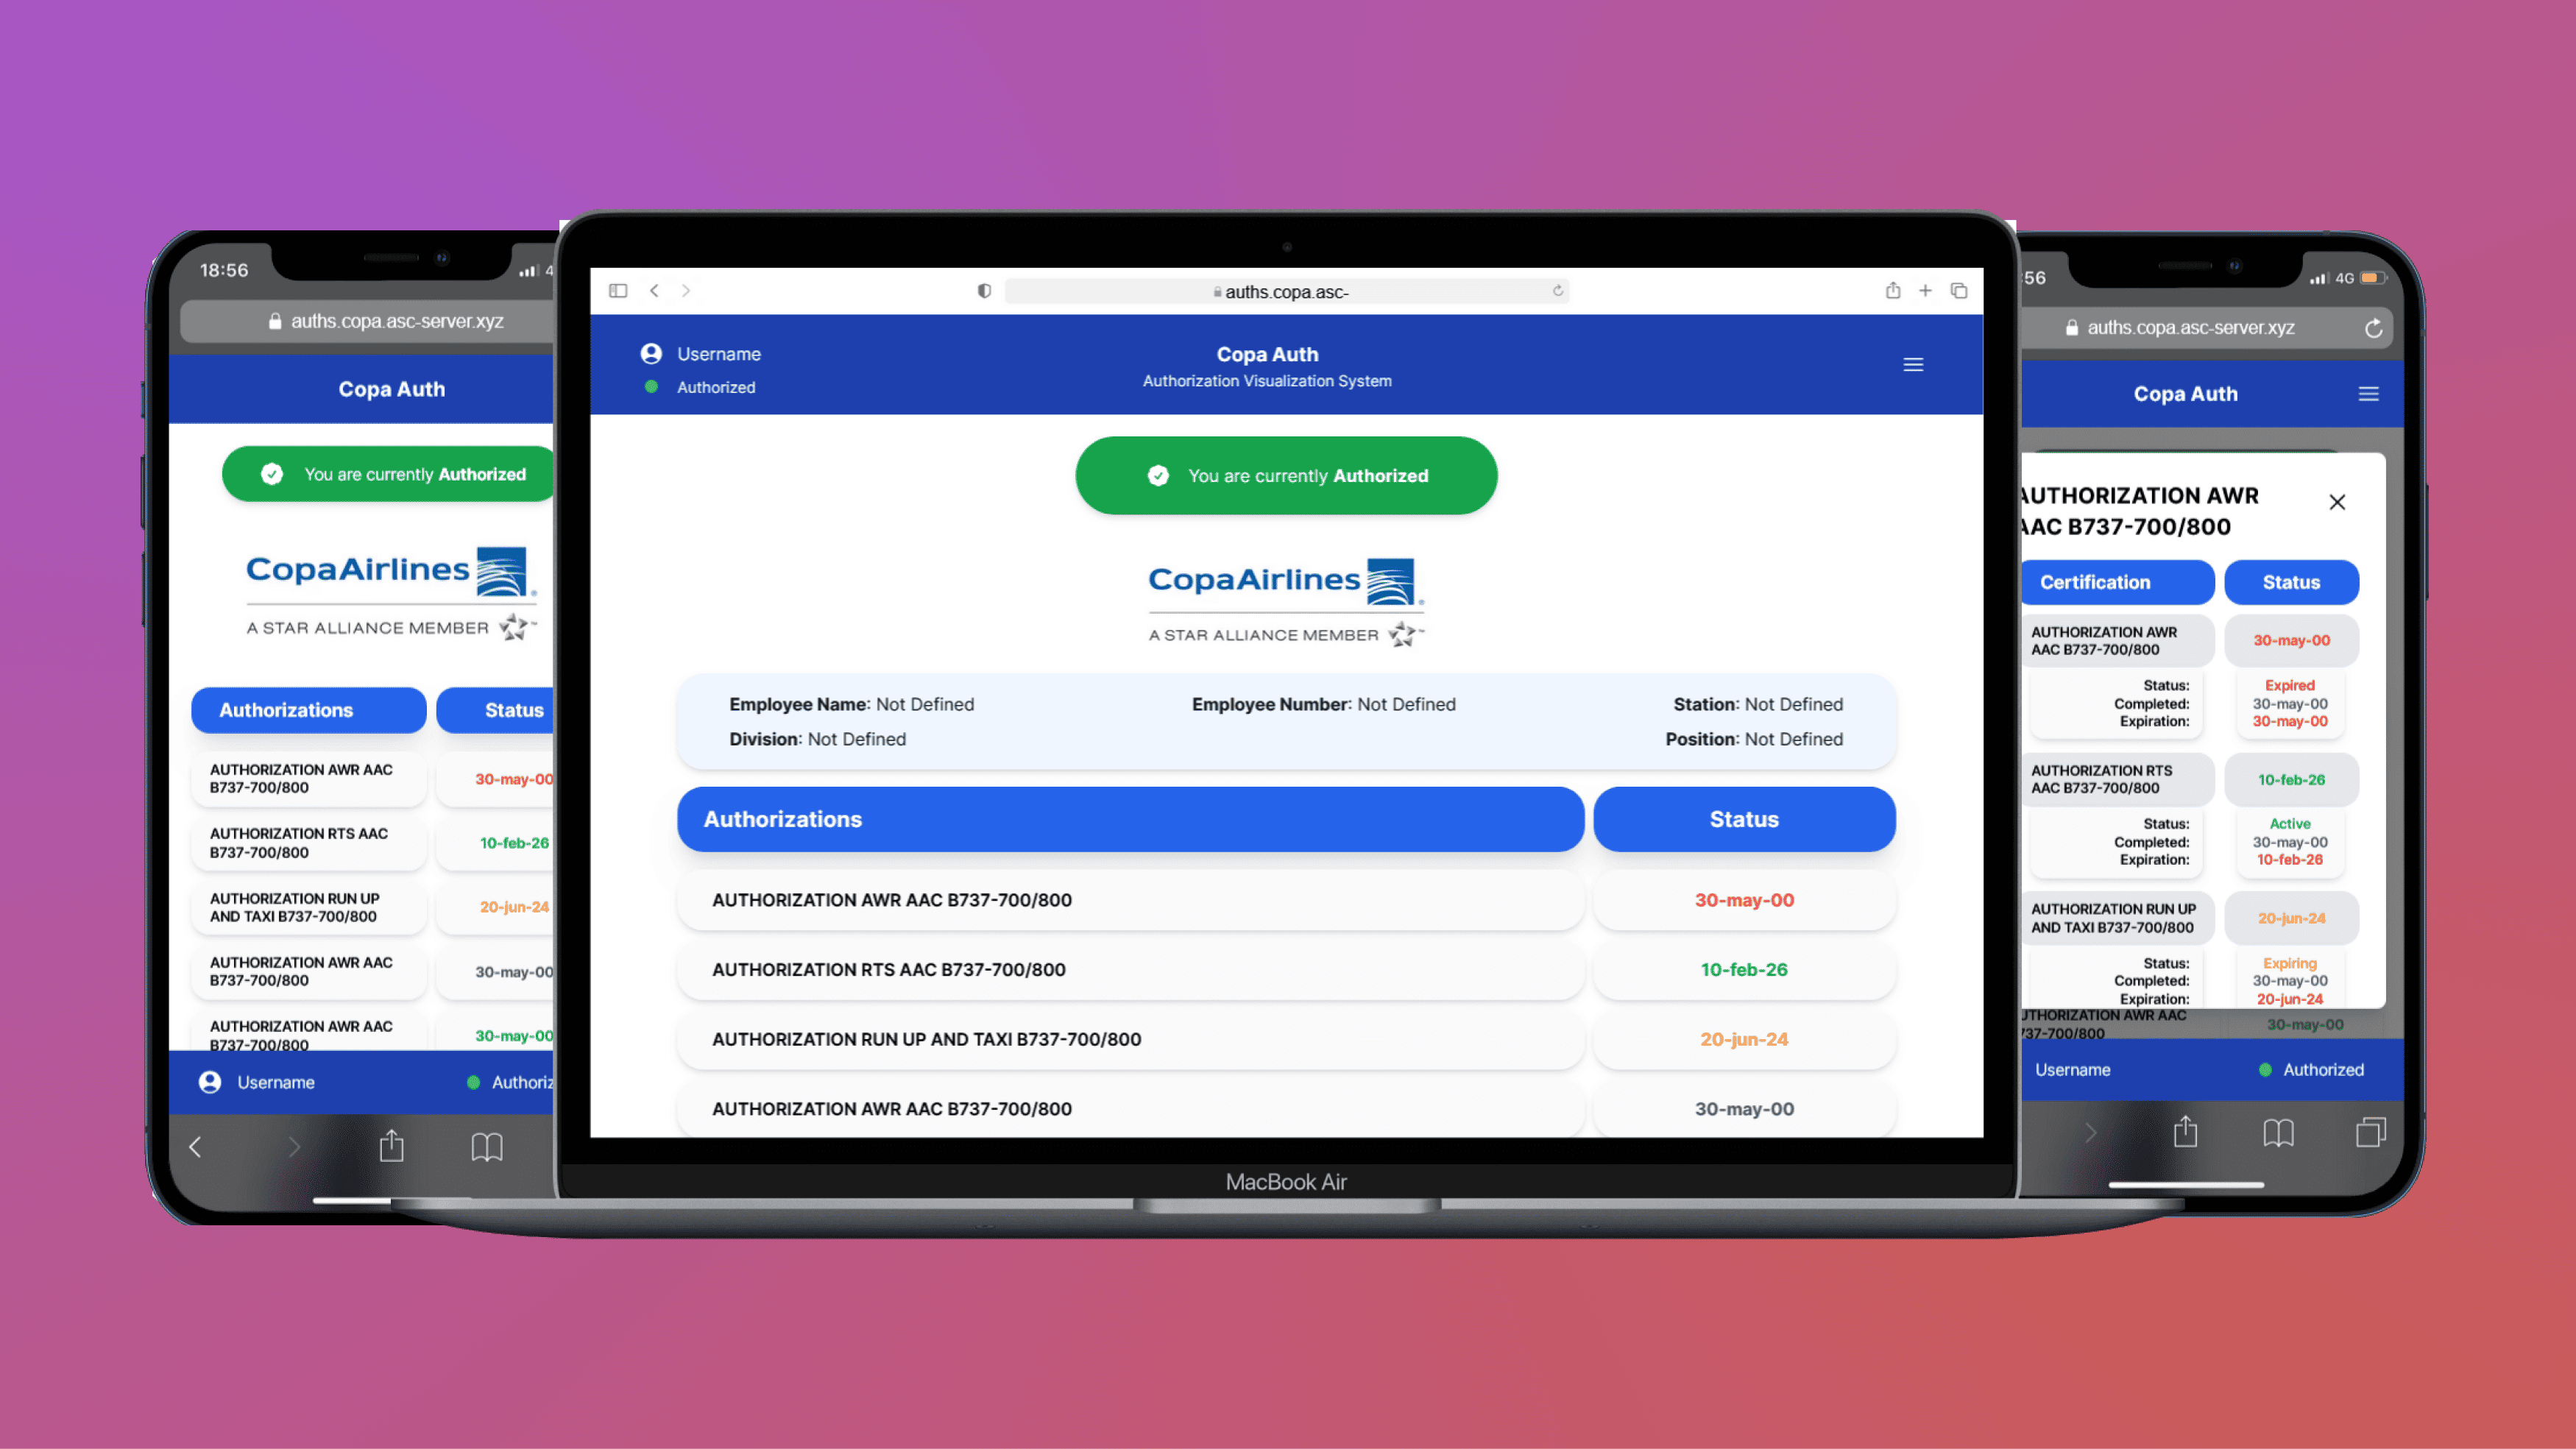 18:56
4
auths.copa.asc-server.xyz
Copa Auth
You are currently Authorized
CopaAirlines
A STAR ALLIANCE MEMBER
Authorizations Status
AUTHORIZATION AWR AAC
B737-700/800
30-may-00
AUTHORIZATION RTS AAC
B737-700/800
10-feb-26
AUTHORIZATION RUN UP
AND TAXI B737-700/800
20-jun-24
AUTHORIZATION AWR AAC
B737-700/800
30-may-00
AUTHORIZATION AWR AAC
B737-700/800
30-may-00
Username Authoriz
auths.copa.asc-
Username
Authorized
Copa Auth
Authorization Visualization System
You are currently Authorized
CopaAirlines
A STAR ALLIANCE MEMBER
Employee Name: Not Defined Employee Number: Not Defined Station: Not Defined
Division: Not Defined Position: Not Defined
Authorizations Status
AUTHORIZATION AWR AAC B737-700/800 30-may-00
AUTHORIZATION RTS AAC B737-700/800 10-feb-26
AUTHORIZATION RUN UP AND TAXI B737-700/800 20-jun-24
AUTHORIZATION AWR AAC B737-700/800 30-may-00
MacBook Air
:56 4G
auths.copa.asc-server.xyz
Copa Auth
AUTHORIZATION AWR
AAC B737-700/800
Certification Status
AUTHORIZATION AWR
AAC B737-700/800
30-may-00
Status: Expired
Completed: 30-may-00
Expiration: 30-may-00
AUTHORIZATION RTS
AAC B737-700/800
10-feb-26
Status: Active
Completed: 30-may-00
Expiration: 10-feb-26
AUTHORIZATION RUN UP
AND TAXI B737-700/800
20-jun-24
Status: Expiring
Completed: 30-may-00
Expiration: 20-jun-24
UTHORIZATION AWR AAC
737-700/800
30-may-00
Username Authorized